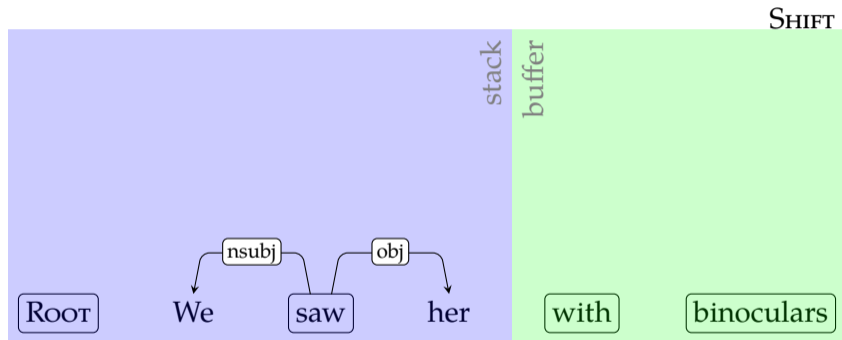 SHIFT
stack
buffer
nsubj
obj
ROOT We saw her with binoculars